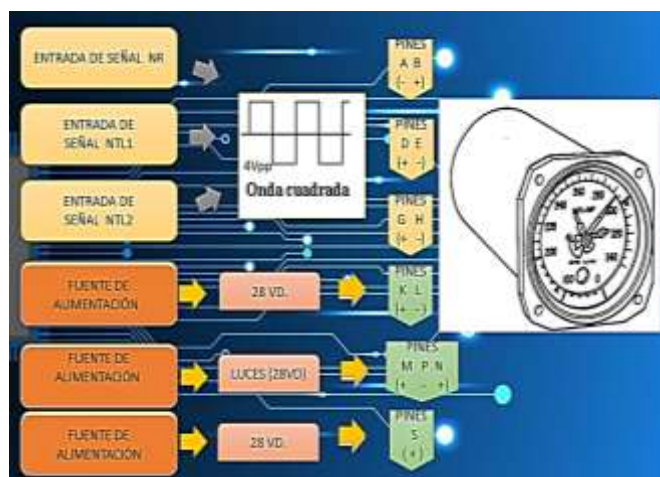 ENTRADA DE SEÑAL NR
PINES
A B
(- +)
ENTRADA DE
SEÑAL NTL1
4Vpp
Onda cuadrada
PINES
D E
(+ -)
ENTRADA DE
SEÑAL NTL2
PINES
G H
(+ -)
FUENTE DE
ALIMENTACIÓN
28 VD.
PINES
K L
(+ -)
FUENTE DE
ALIMENTACIÓN
LUCES (28VD)
PINES
M P N
(+ - +)
FUENTE DE
ALIMENTACIÓN
28 VD.
PINES
S
(+)